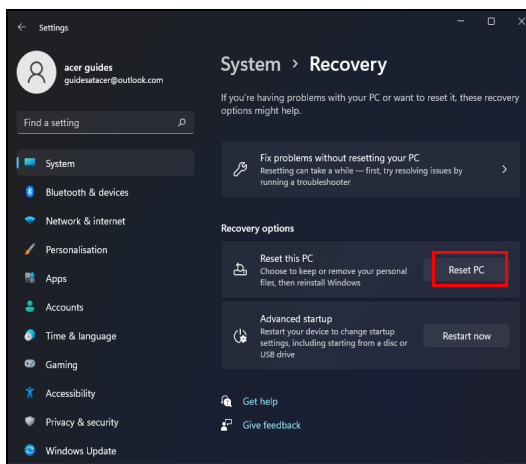 Settings
acer guides
guidesatacer@outlook.com
Find a setting
System
Bluetooth & devices
Network & internet
Personalisation
Apps
Accounts
Time & language
Gaming
Accessibility
Privacy & security
Windows Update
System > Recovery
If you're having problems with your PC or want to reset it, these recovery
options might help.
Fix problems without resetting your PC
Resetting can take a while — first, try resolving issues by
running a troubleshooter
Recovery options
Reset this PC
Choose to keep or remove your personal
files, then reinstall Windows
Reset PC
Advanced startup
Restart your device to change startup
settings, including starting from a disc or
USB drive
Restart now
Get help
Give feedback